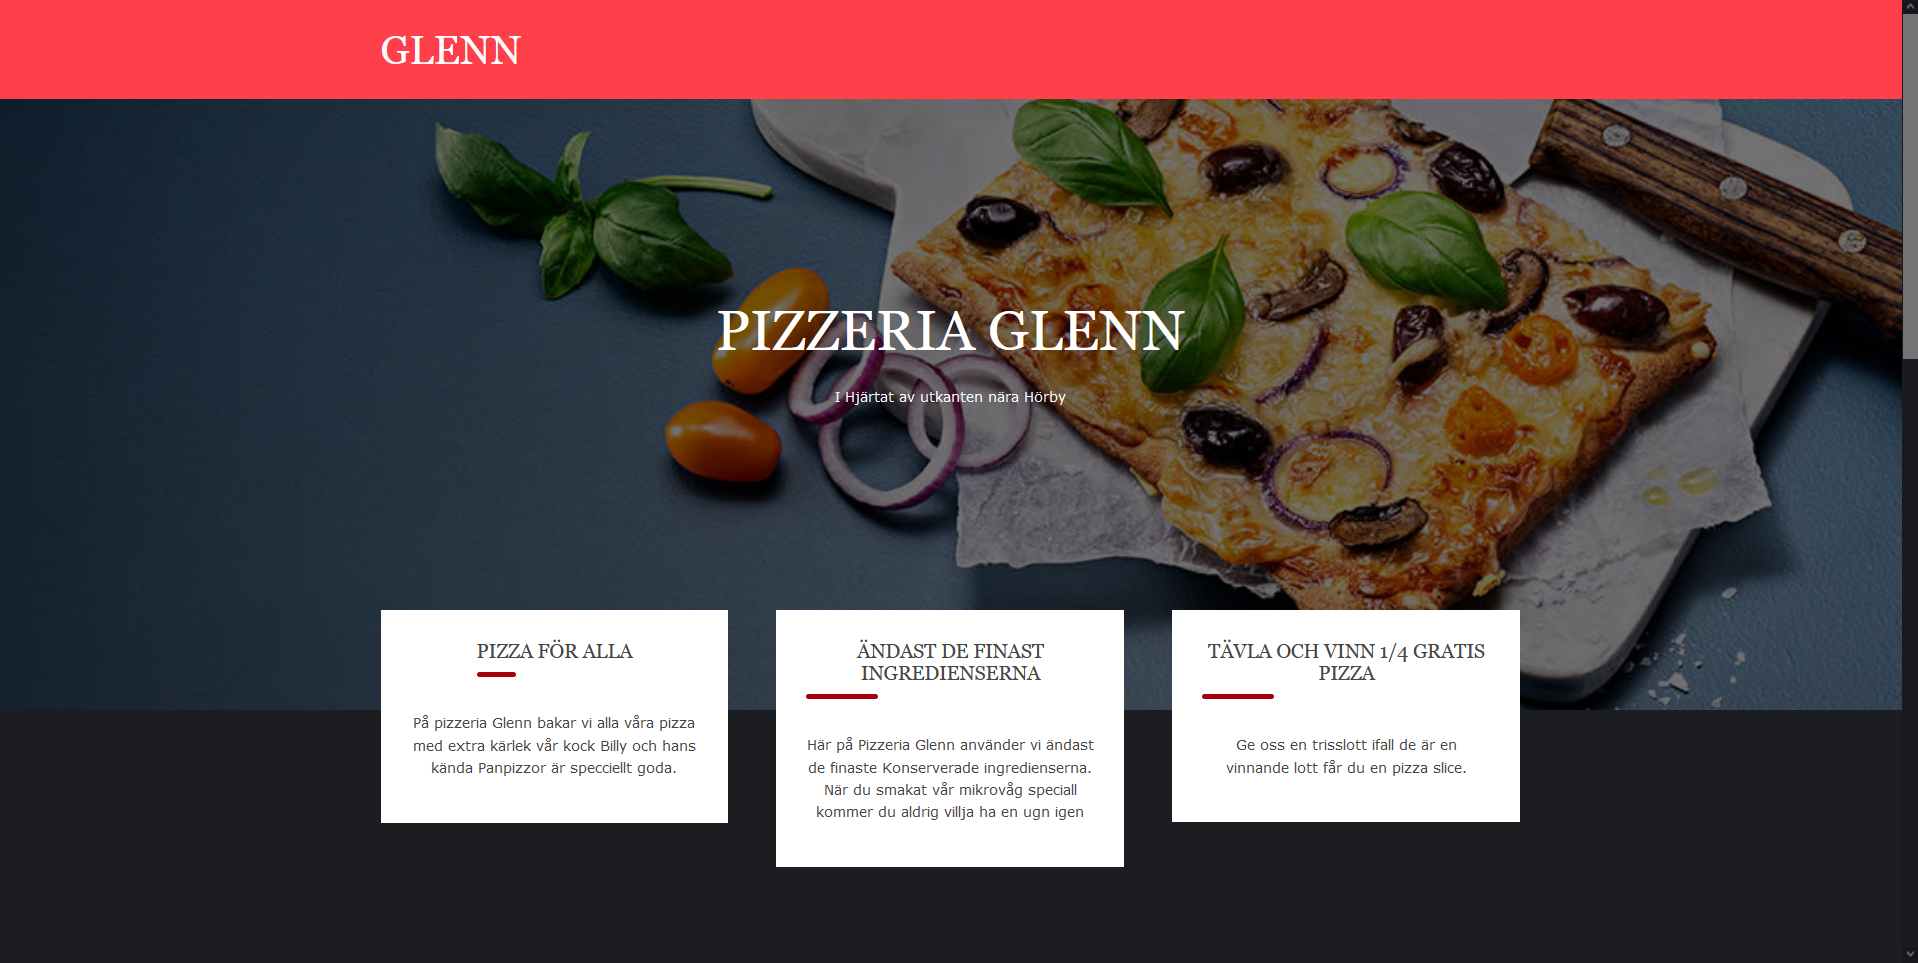 GLENN
PIZZERIA GLENN
I Hjärtat av utkanten nära Hörby
PIZZA FÖR ALLA
På pizzeria Glenn bakar vi alla våra pizza
med extra kärlek vår kock Billy och hans
kända Panpizzor är specciellt goda.
ÄNDAST DE FINAST
INGREDIENSERNA
Här på Pizzeria Glenn använder vi ändast
de finaste Konserverade ingredienserna.
När du smakat vår mikrovåg speciall
kommer du aldrig villja ha en ugn igen
TÄVLA OCH VINN 1/4 GRATIS
PIZZA
Ge oss en trisslott ifall de är en
vinnande lott får du en pizza slice.